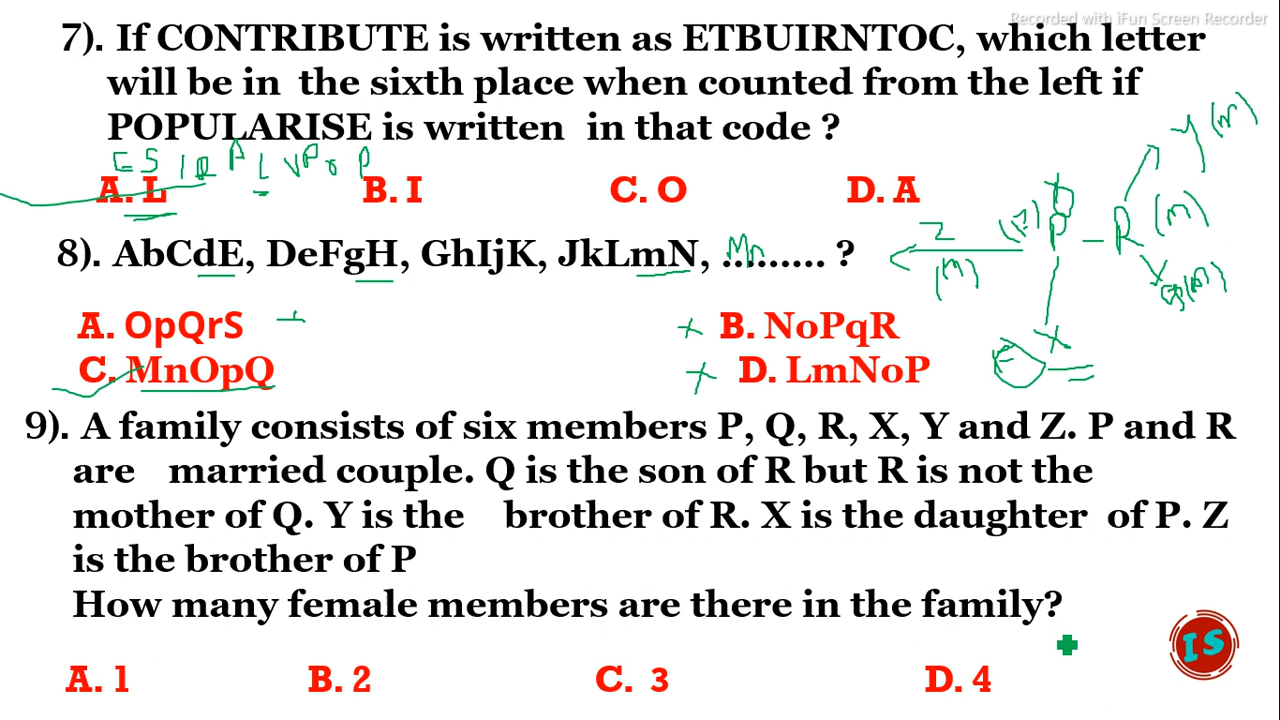 Recorded with iFun Screen Recorder
7). If CONTRIBUTE is written as ETBUIRNTOC, which letter
will be in the sixth place when counted from the left if
POPULARISE is written in that code ?
A. L B. I C. O D. A
8). AbCdE, DeFgH, GhIjK, JkLmN, Mn ......... ?
A. OpQrS B. NoPqR
C. MnOpQ D. LmNoP
9). A family consists of six members P, Q, R, X, Y and Z. P and R
are married couple. Q is the son of R but R is not the
mother of Q. Y is the brother of R. X is the daughter of P. Z
is the brother of P
How many female members are there in the family?
A. 1 B. 2 C. 3 D. 4
IS